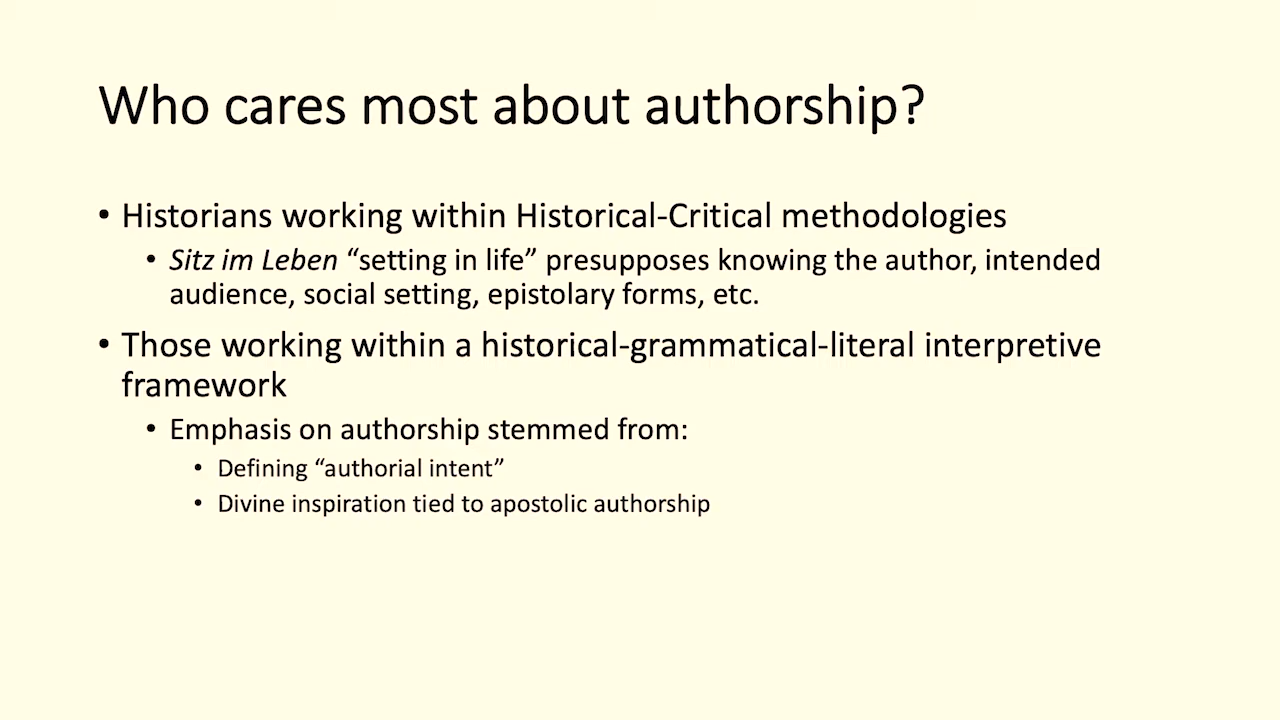 Who cares most about authorship?
• Historians working within Historical-Critical methodologies
• Sitz im Leben “setting in life” presupposes knowing the author, intended
audience, social setting, epistolary forms, etc.
• Those working within a historical-grammatical-literal interpretive
framework
• Emphasis on authorship stemmed from:
• Defining “authorial intent”
• Divine inspiration tied to apostolic authorship